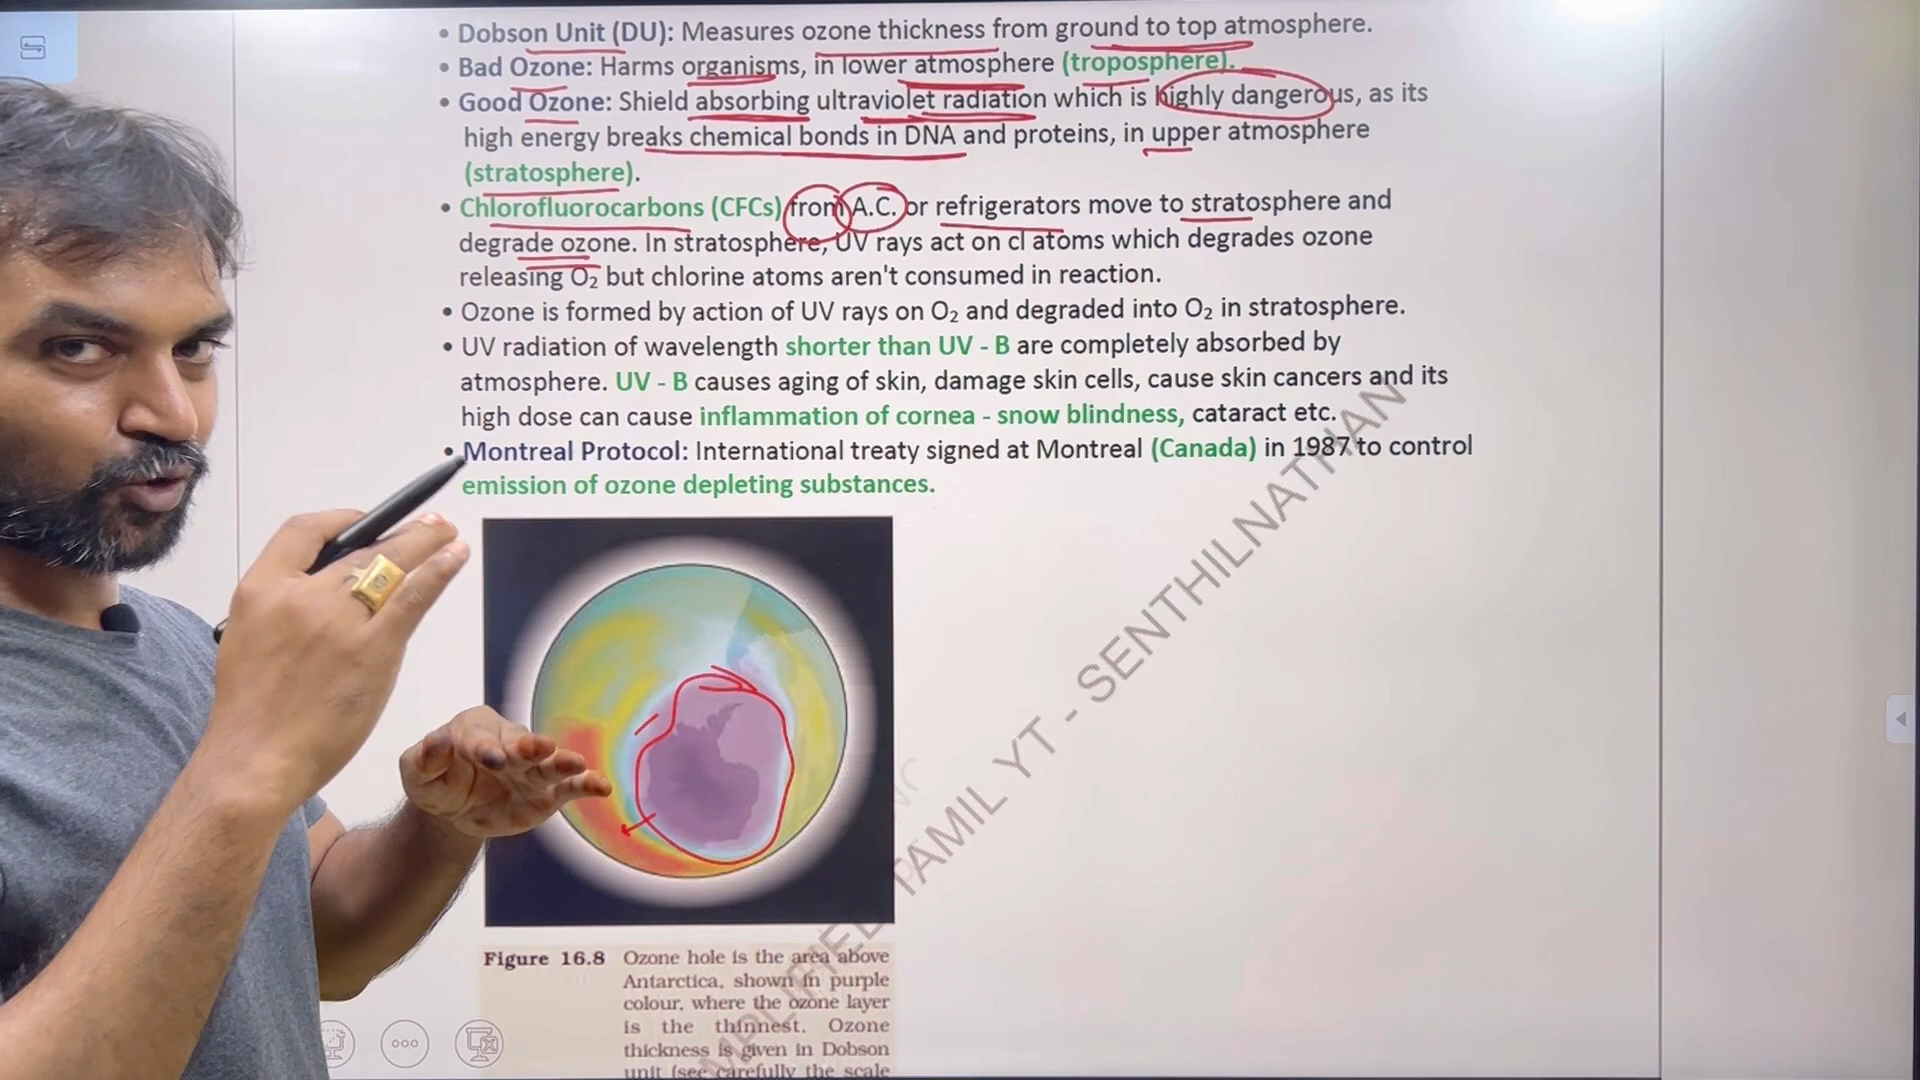 • Dobson Unit (DU): Measures ozone thickness from ground to top atmosphere.
• Bad Ozone: Harms organisms, in lower atmosphere (troposphere).
• Good Ozone: Shield absorbing ultraviolet radiation which is highly dangerous, as its
high energy breaks chemical bonds in DNA and proteins, in upper atmosphere
(stratosphere).
• Chlorofluorocarbons (CFCs) from A.C. or refrigerators move to stratosphere and
degrade ozone. In stratosphere, UV rays act on cl atoms which degrades ozone
releasing O₂ but chlorine atoms aren't consumed in reaction.
• Ozone is formed by action of UV rays on O₂ and degraded into O₂ in stratosphere.
• UV radiation of wavelength shorter than UV - B are completely absorbed by
atmosphere. UV - B causes aging of skin, damage skin cells, cause skin cancers and its
high dose can cause inflammation of cornea - snow blindness, cataract etc.
• Montreal Protocol: International treaty signed at Montreal (Canada) in 1987 to control
emission of ozone depleting substances.
TAMIL YT - SENTHILNATHAN
Figure 16.8 Ozone hole is the area above
Antarctica, shown in purple
colour, where the ozone layer
is the thinnest. Ozone
thickness is given in Dobson
unit (see carefully the scale